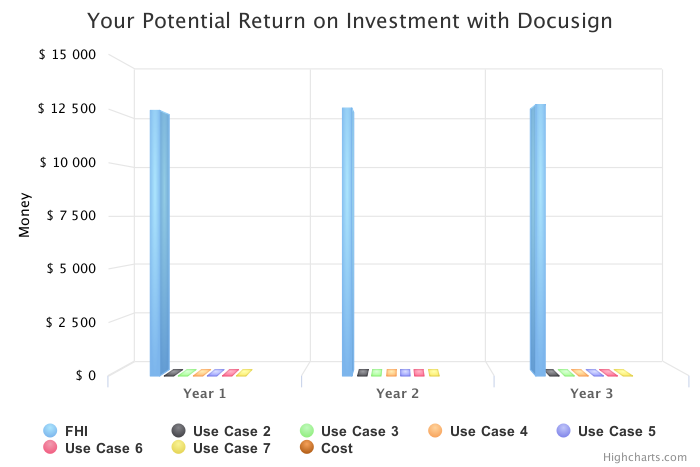 Your Potential Return on Investment with Docusign
$ 15 000
$ 12 500
$ 10 000
$ 7 500
$ 5 000
$ 2 500
$ 0
Money
Year 1 Year 2 Year 3
FHI Use Case 2 Use Case 3 Use Case 4 Use Case 5
Use Case 6 Use Case 7 Cost
Highcharts.com